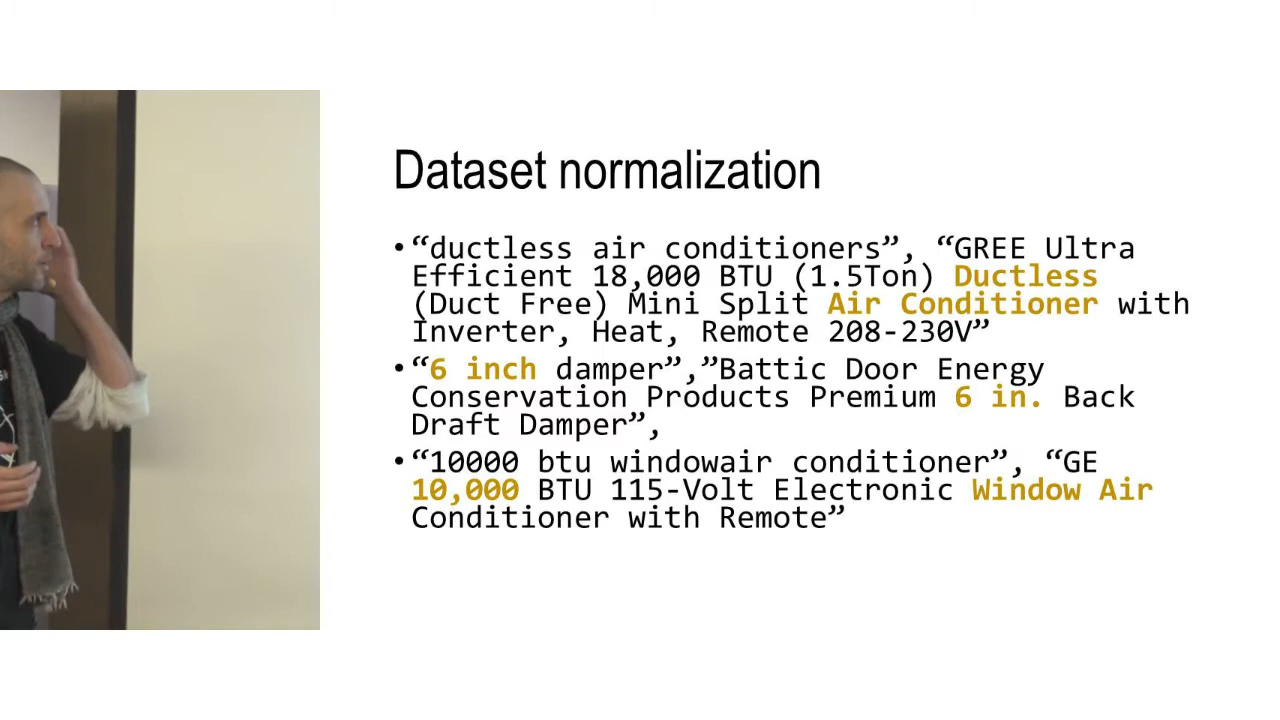 Dataset normalization
• “ductless air conditioners”, “GREE Ultra
Efficient 18,000 BTU (1.5Ton) Ductless
(Duct Free) Mini Split Air Conditioner with
Inverter, Heat, Remote 208-230V”
• “6 inch damper”,”Battic Door Energy
Conservation Products Premium 6 in. Back
Draft Damper”,
• “10000 btu windowair conditioner”, “GE
10,000 BTU 115-Volt Electronic Window Air
Conditioner with Remote”